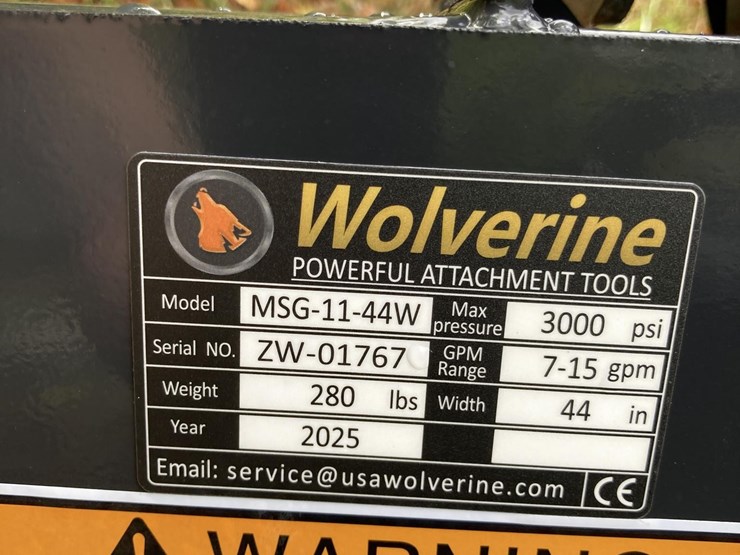 Wolverine
POWERFUL ATTACHMENT TOOLS
Model MSG-11-44W Max pressure 3000 psi
Serial NO. ZW-01767 GPM Range 7-15 gpm
Weight 280 lbs Width 44 in
Year 2025
Email: service@usawolverine.com CE
WARNING